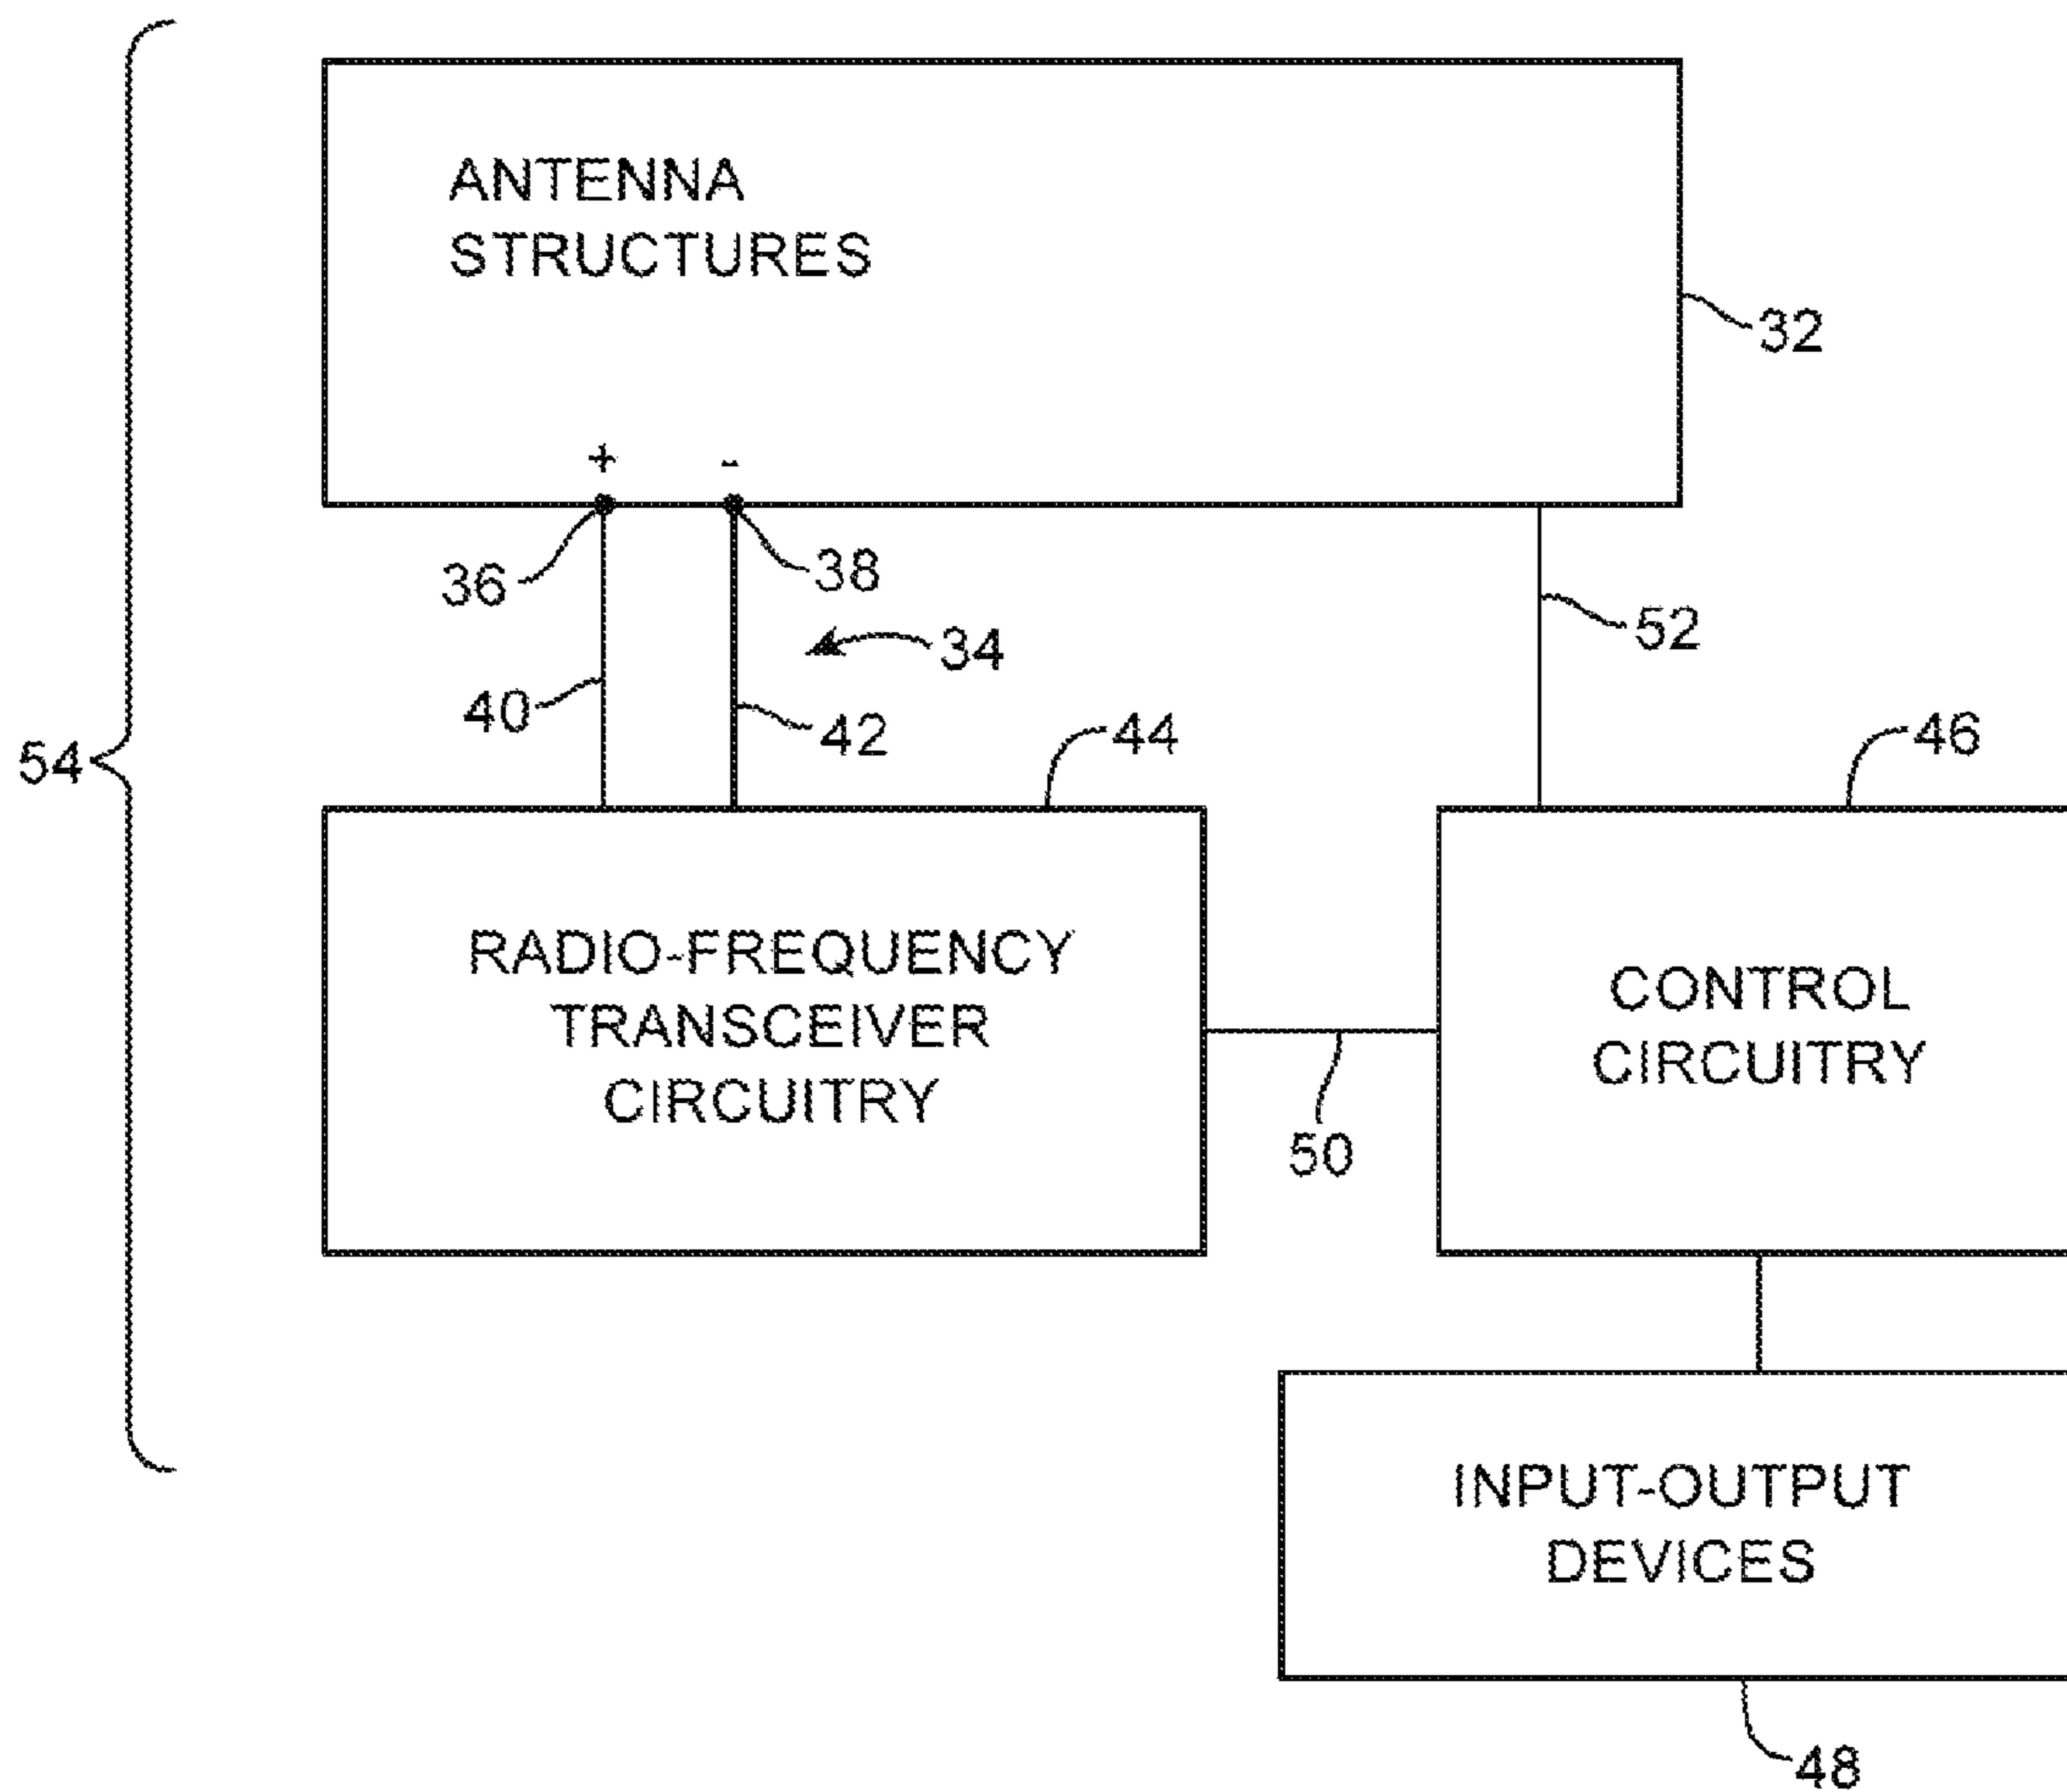 ANTENNA
STRUCTURES
32
+ -
36
38
34
52
40
42
44
46
54
RADIO-FREQUENCY
TRANSCEIVER
CIRCUITRY
CONTROL
CIRCUITRY
50
INPUT-OUTPUT
DEVICES
48